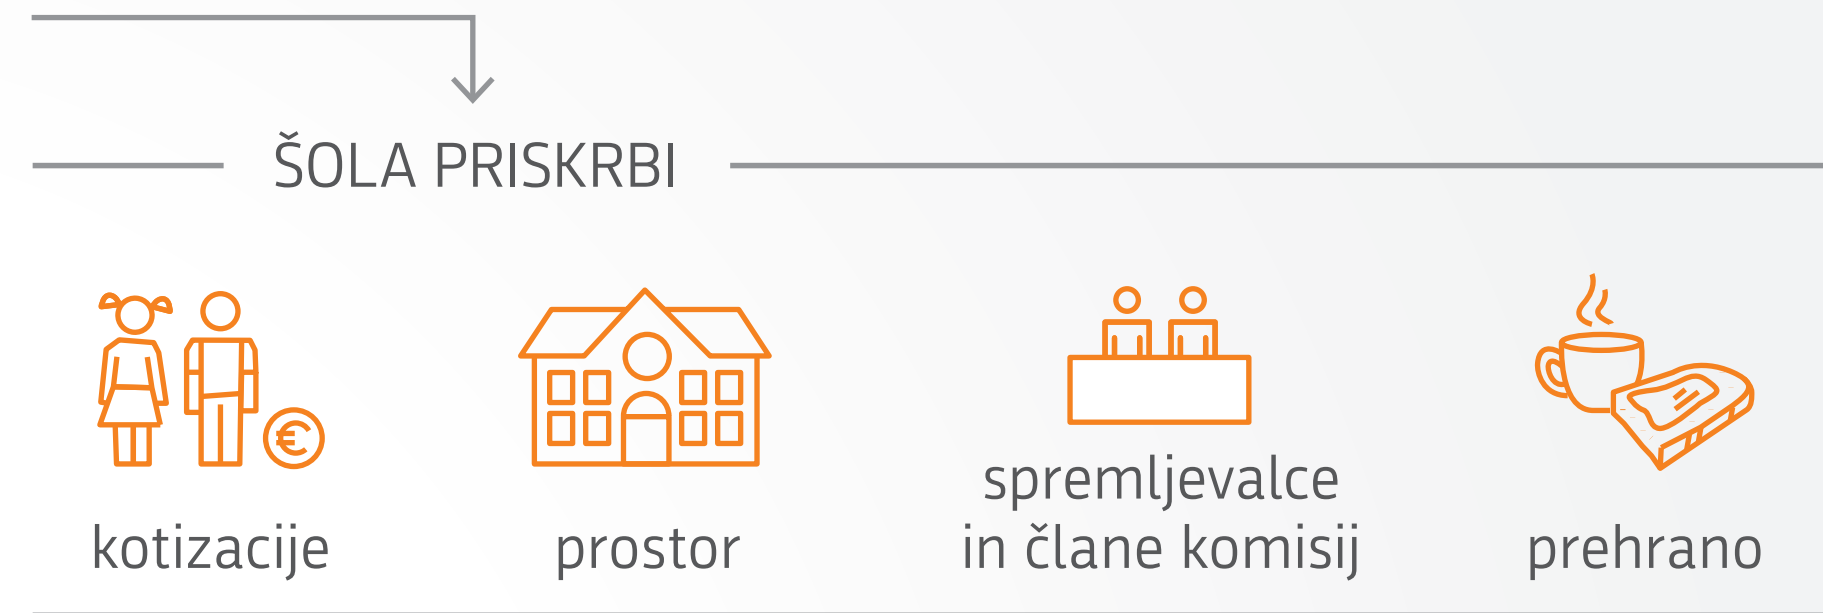 ŠOLA PRISKRBI
€
kotizacije
prostor
spremljevalce
in člane komisij
prehrano